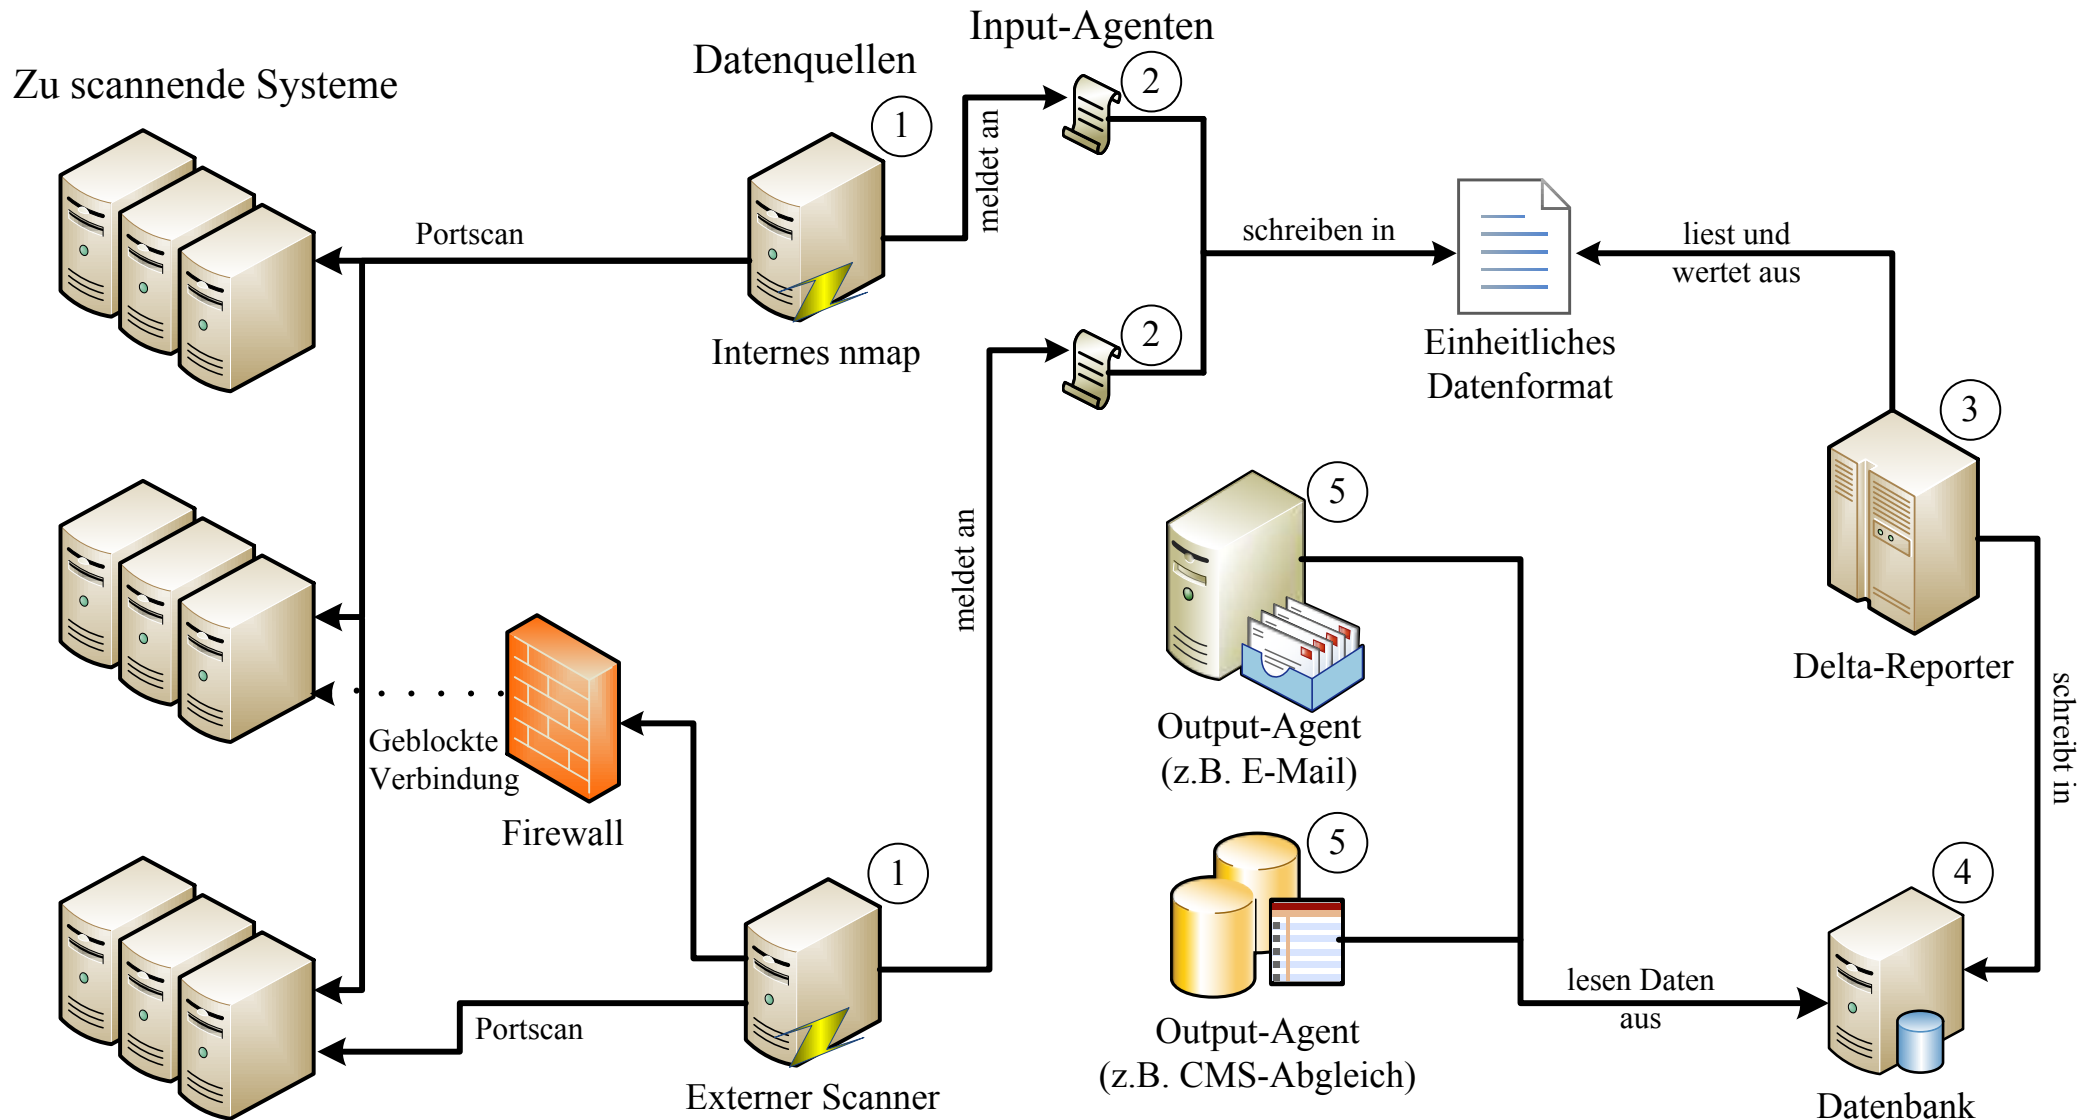 Zu scannende Systeme
Datenquellen
Input-Agenten
1
2
meldet an
Portscan
Internes nmap
2
schreiben in
Einheitliches
Datenformat
liest und
wertet aus
3
Delta-Reporter
schreibt in
meldet an
5
Output-Agent
(z.B. E-Mail)
Geblockte
Verbindung
Firewall
1
Portscan
Externer Scanner
5
Output-Agent
(z.B. CMS-Abgleich)
lesen Daten
aus
4
Datenbank